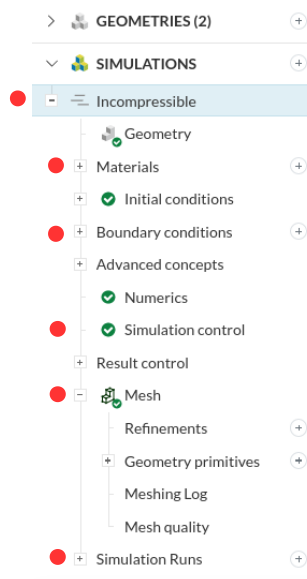 GEOMETRIES (2)
SIMULATIONS
Incompressible
Geometry
Materials
Initial conditions
Boundary conditions
Advanced concepts
Numerics
Simulation control
Result control
Mesh
Refinements
Geometry primitives
Meshing Log
Mesh quality
Simulation Runs